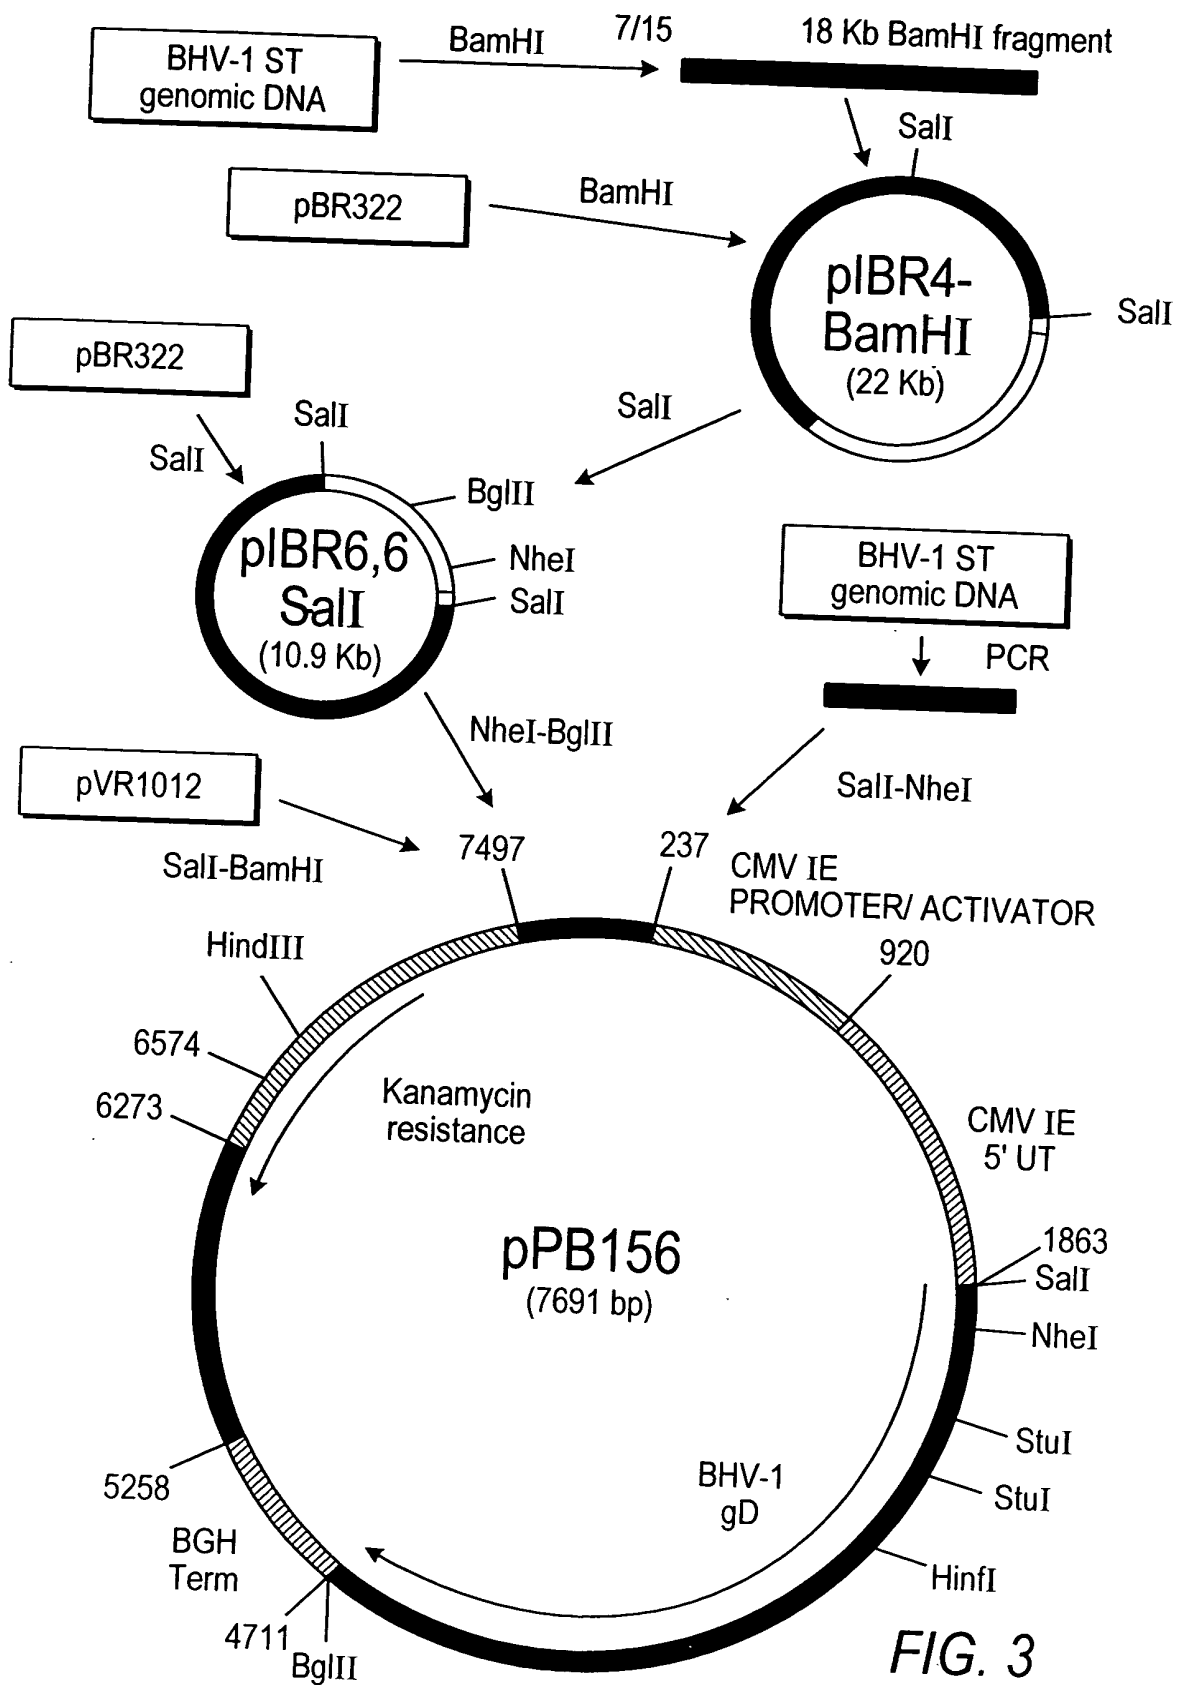 7/15
BHV-1 ST
genomic DNA
BamHI
18 Kb BamHI fragment
SalI
pBR322
BamHI
pIBR4-
BamHI
(22 Kb)
SalI
pBR322
SalI
SalI
SalI
BglII
NheI
SalI
pIBR6,6
SalI
(10.9 Kb)
BHV-1 ST
genomic DNA
PCR
NheI-BglII
SalI-NheI
pVR1012
SalI-BamHI
7497
237
CMV IE
PROMOTER/ ACTIVATOR
920
HindIII
6574
6273
Kanamycin
resistance
CMV IE
5' UT
pPB156
(7691 bp)
1863
SalI
NheI
StuI
StuI
HinfI
BHV-1
gD
5258
BGH
Term
4711
BglII
FIG. 3